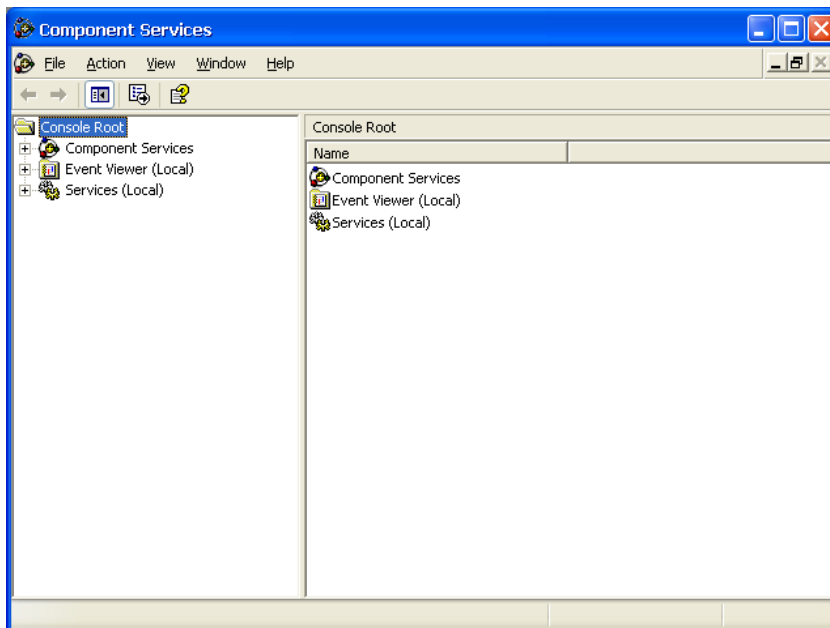 Component Services
File Action View Window Help
Console Root
Component Services
Event Viewer (Local)
Services (Local)
Console Root
Name
Component Services
Event Viewer (Local)
Services (Local)